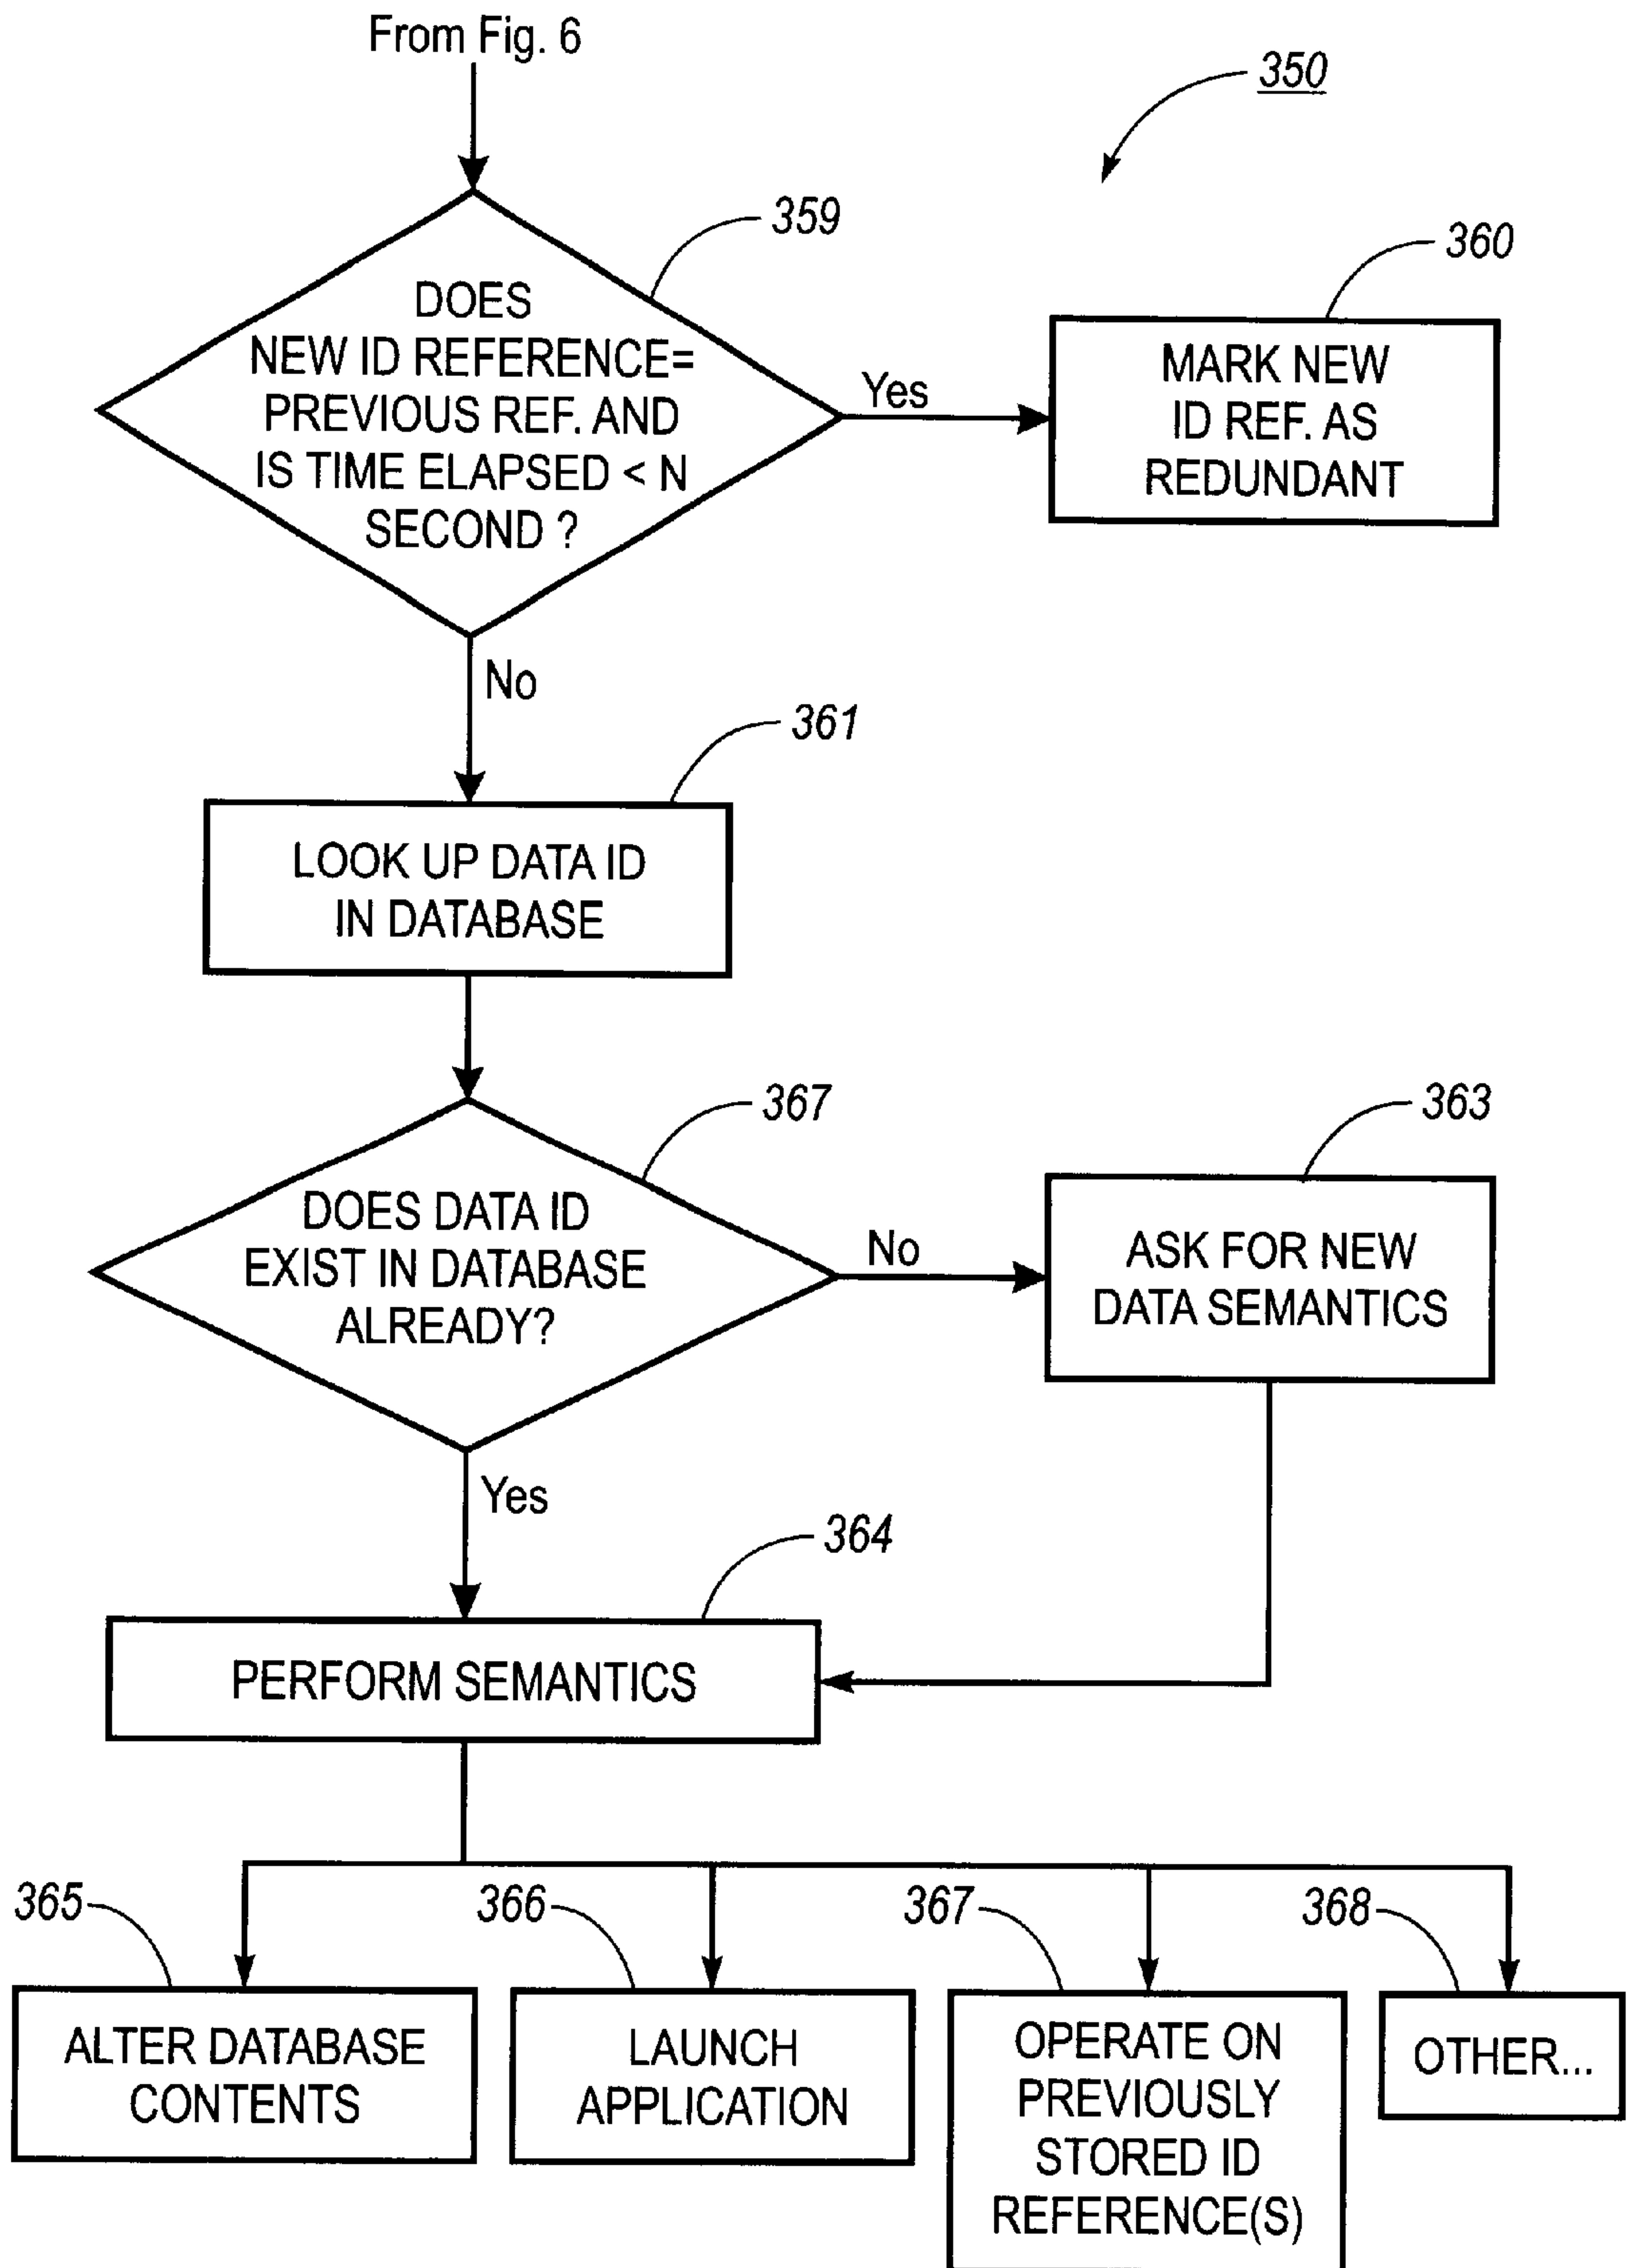 From Fig. 6
350
359
360
DOES
NEW ID REFERENCE=
PREVIOUS REF. AND
IS TIME ELAPSED < N
SECOND ?
Yes
MARK NEW
ID REF. AS
REDUNDANT
No
361
LOOK UP DATA ID
IN DATABASE
367
363
DOES DATA ID
EXIST IN DATABASE
ALREADY?
No
ASK FOR NEW
DATA SEMANTICS
Yes
364
PERFORM SEMANTICS
365
366
367
368
ALTER DATABASE
CONTENTS
LAUNCH
APPLICATION
OPERATE ON
PREVIOUSLY
STORED ID
REFERENCE(S)
OTHER...